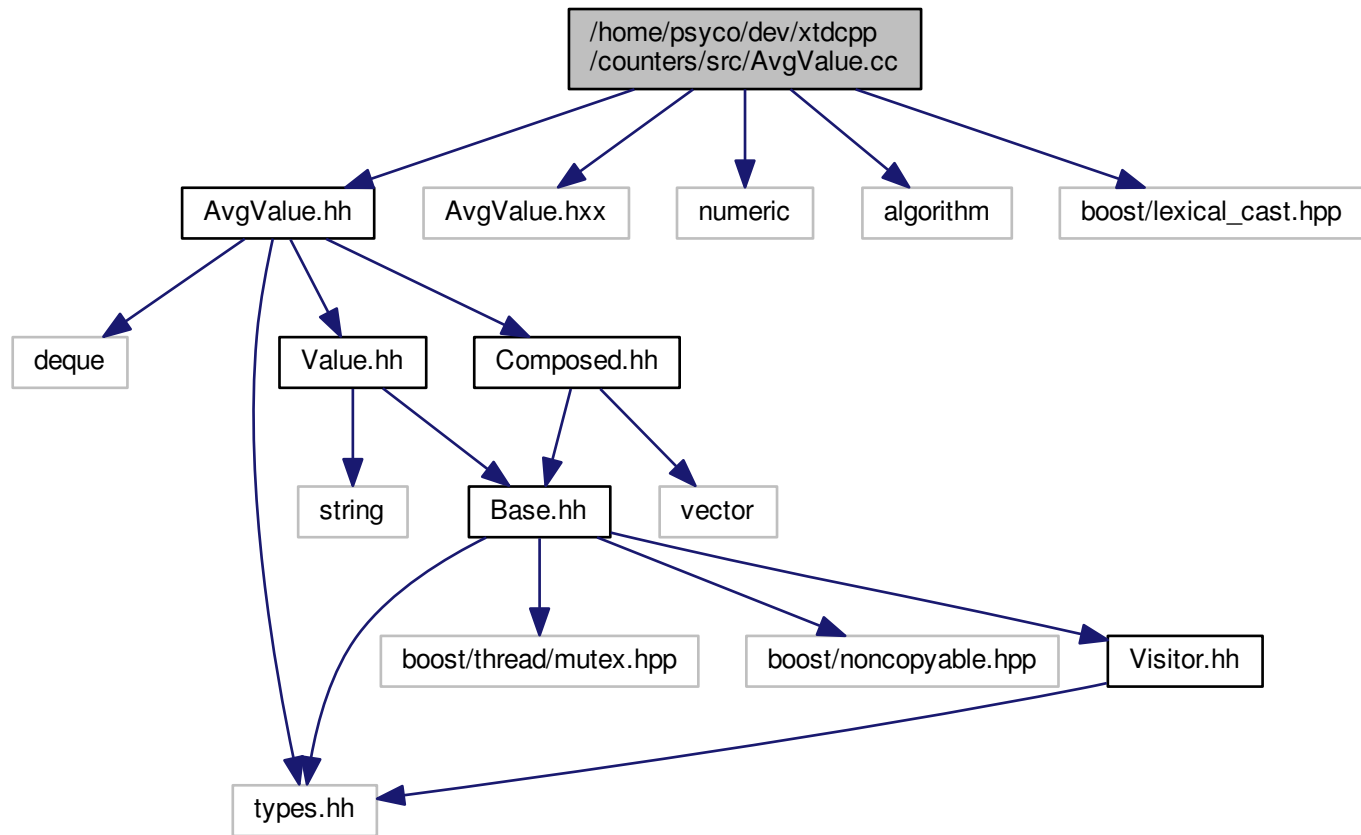 /home/psyco/dev/xtdcpp
/counters/src/AvgValue.cc
AvgValue.hh
AvgValue.hxx
numeric
algorithm
boost/lexical_cast.hpp
deque
Value.hh
Composed.hh
string
Base.hh
vector
boost/thread/mutex.hpp
boost/noncopyable.hpp
Visitor.hh
types.hh